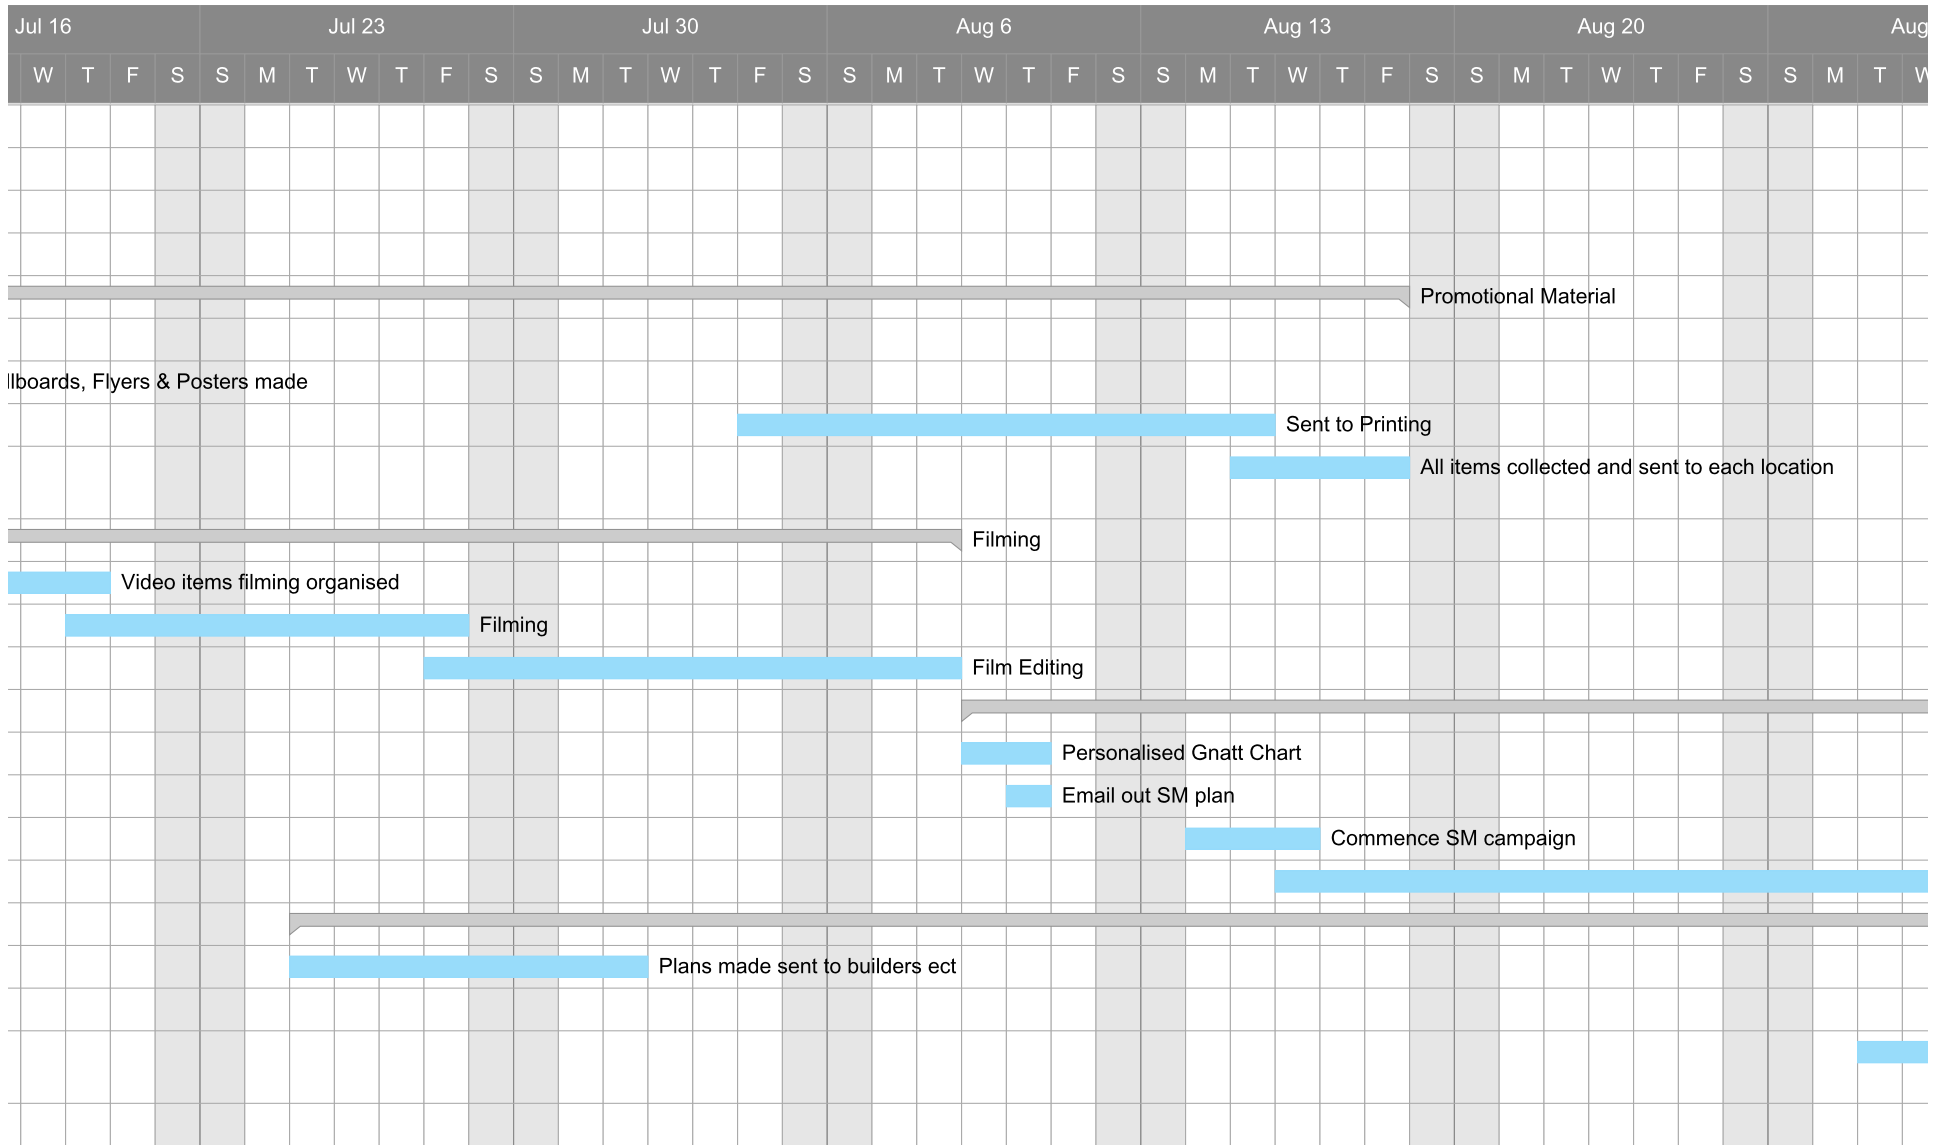 Jul 16 Jul 23 Jul 30 Aug 6 Aug 13 Aug 20 Aug
W T F S S M T W T F S S M T W T F S S M T W T F S S M T W T F S S M T W T F S S M T W
Promotional Material
llboards, Flyers & Posters made
Sent to Printing
All items collected and sent to each location
Filming
Video items filming organised
Filming
Film Editing
Personalised Gnatt Chart
Email out SM plan
Commence SM campaign
Plans made sent to builders ect